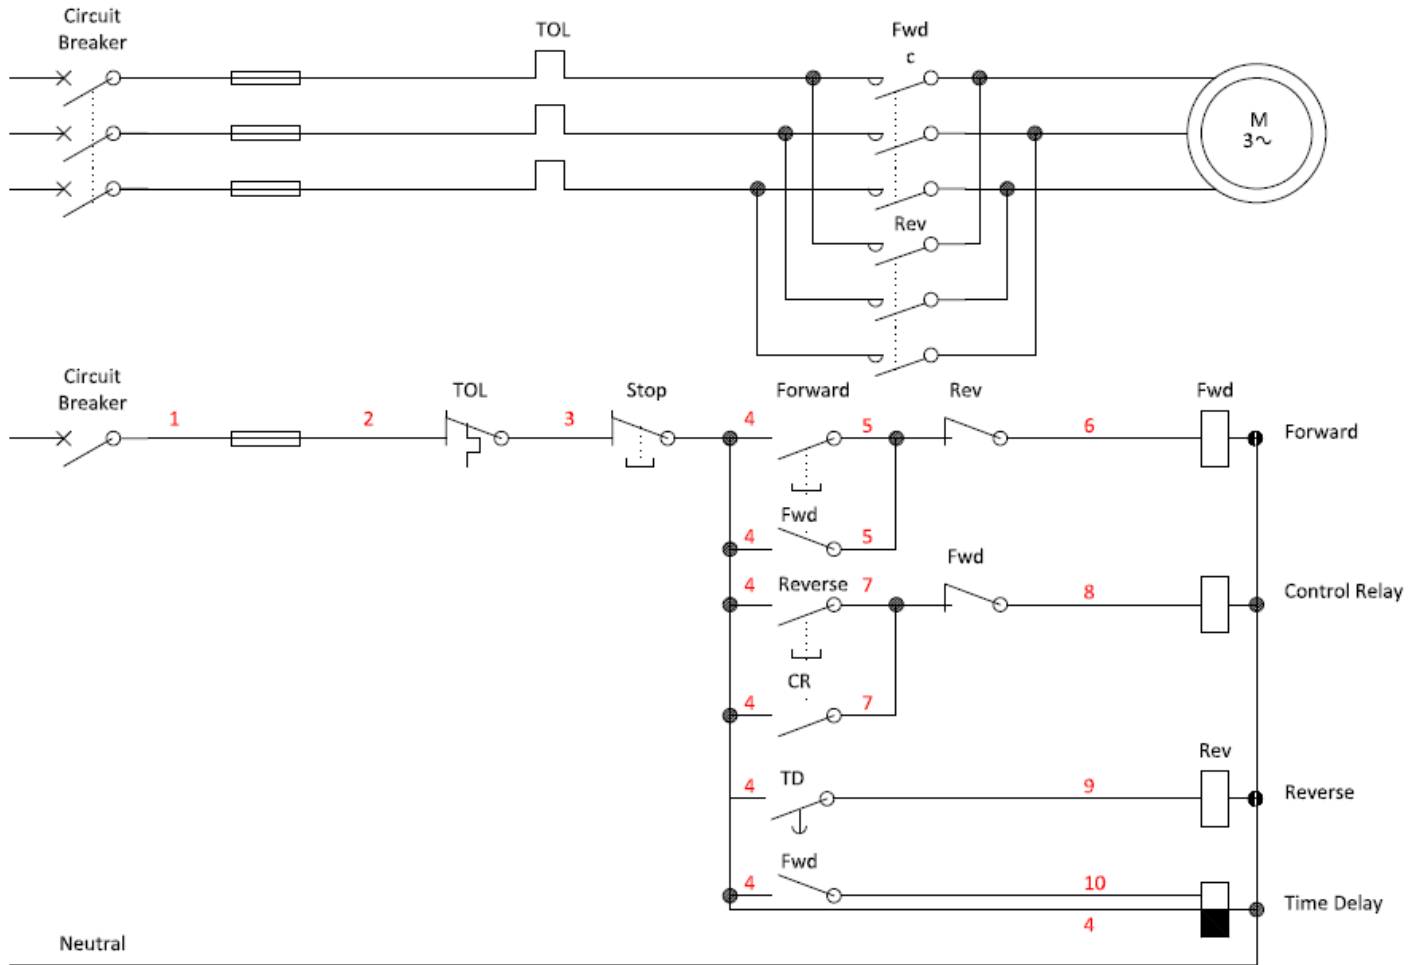 Circuit
Breaker
TOL
Fwd
c
M
3~
Rev
Circuit
Breaker
TOL
Stop
Forward
Rev
Fwd
1
2
3
4
5
6
Forward
Fwd
4
5
Fwd
4
Reverse
7
8
Control Relay
CR
4
7
Rev
4
TD
9
Reverse
Fwd
4
10
4
Time Delay
Neutral